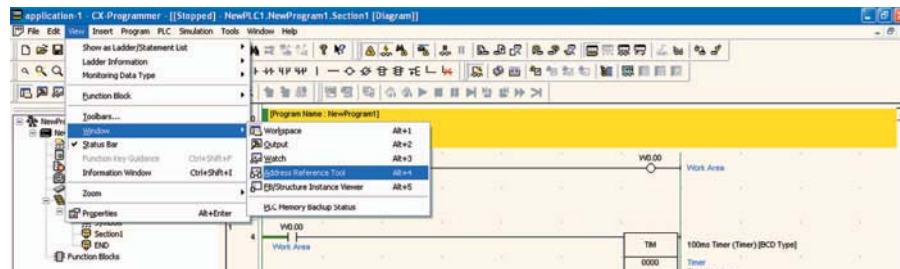 application-1 - CX-Programmer - [[Stopped] - NewPLC1.NewProgram1.Section1 [Diagram]]
File Edit View Insert Program PLC Simulation Tools Window Help
Show as Ladder/Statement List
Ladder Information
Monitoring Data Type
Function Block
Toolbars...
Window
Status Bar
Function Key Guidance Ctrl+Shift+F
Information Window Ctrl+Shift+I
Zoom
Properties Alt+Enter
Workspace Alt+1
Output Alt+2
Watch Alt+3
Address Reference Tool Alt+4
FB/Structure Instance Viewer Alt+5
PLC Memory Backup Status
NewPr
Symbols
Section1
END
Function Blocks
[Program Name : NewProgram1]
W0.00
Work Area
1
4
W0.00
Work Area
TIM
100ms Timer (Timer) [BCD Type]
0000
Timer